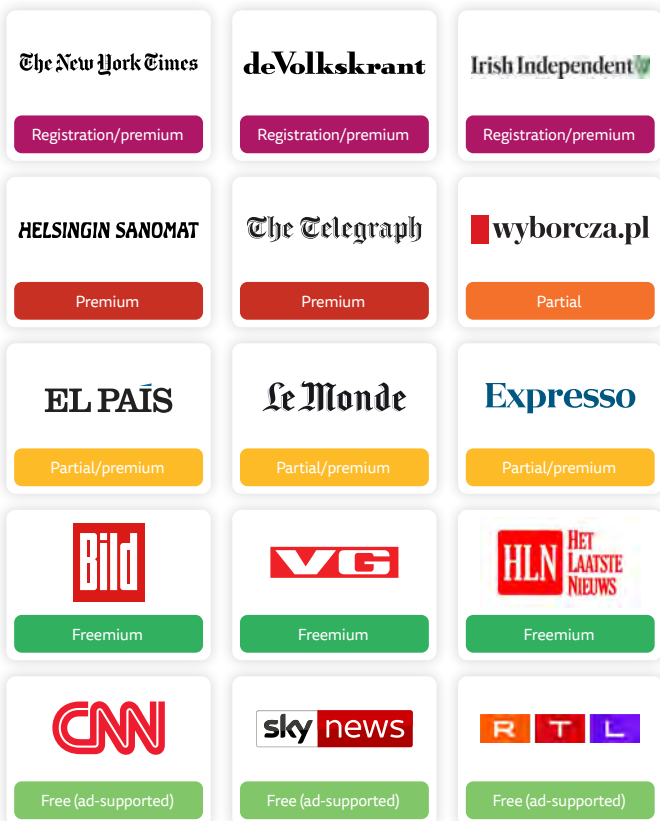 The New York Times
deVolkskrant
Irish Independent
Registration/premium
Registration/premium
Registration/premium
HELSINGIN SANOMAT
The Telegraph
wyborcza.pl
Premium
Premium
Partial
EL PAÍS
Le Monde
Expresso
Partial/premium
Partial/premium
Partial/premium
Bild
VG
HLN
HET
LAATSTE
NIEUWS
Freemium
Freemium
Freemium
CNN
sky news
RTL
Free (ad-supported)
Free (ad-supported)
Free (ad-supported)